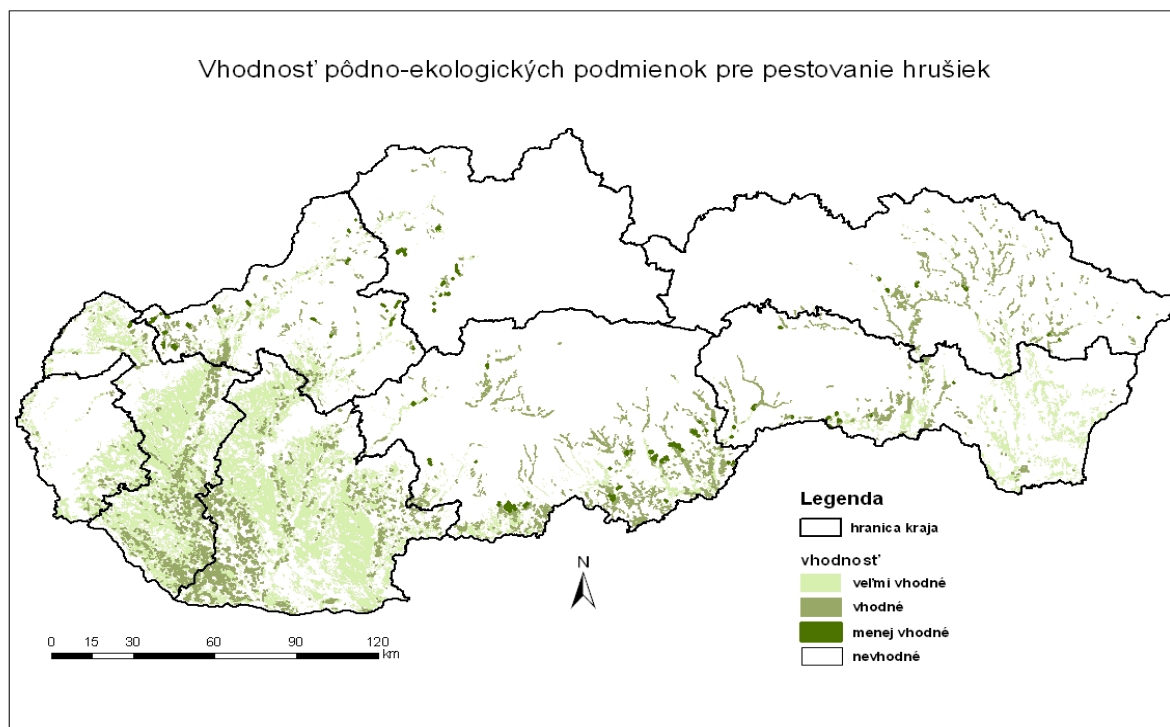 Vhodnosť pôdno-ekologických podmienok pre pestovanie hrušiek
Legenda
hranica kraja
vhodnosť
veľmi vhodné
vhodné
menej vhodné
nevhodné
N
0 15 30 60 90 120
km